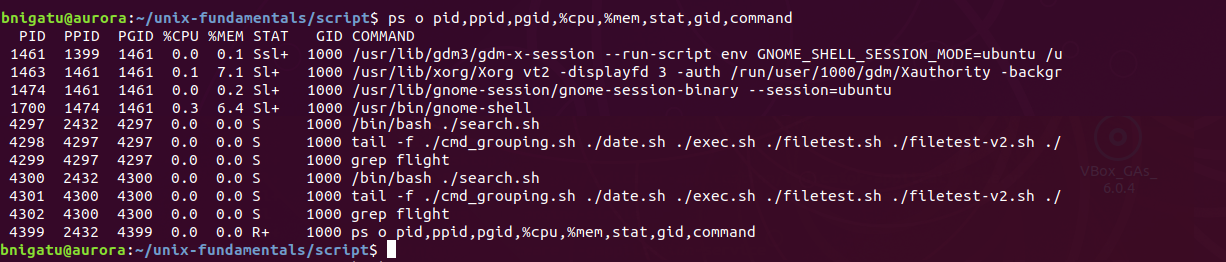 bnigatu@aurora:~/unix-fundamentals/script$ ps o pid,ppid,pgid,%cpu,%mem,stat,gid,command
PID PPID PGID %CPU %MEM STAT GID COMMAND
1461 1399 1461 0.0 0.1 Ssl+ 1000 /usr/lib/gdm3/gdm-x-session --run-script env GNOME_SHELL_SESSION_MODE=ubuntu /u
1463 1461 1461 0.1 7.1 Sl+ 1000 /usr/lib/xorg/Xorg vt2 -displayfd 3 -auth /run/user/1000/gdm/Xauthority -backgr
1474 1461 1461 0.0 0.2 Sl+ 1000 /usr/lib/gnome-session/gnome-session-binary --session=ubuntu
1700 1474 1461 0.3 6.4 Sl+ 1000 /usr/bin/gnome-shell
4297 2432 4297 0.0 0.0 S 1000 /bin/bash ./search.sh
4298 4297 4297 0.0 0.0 S 1000 tail -f ./cmd_grouping.sh ./date.sh ./exec.sh ./filetest.sh ./filetest-v2.sh ./
4299 4297 4297 0.0 0.0 S 1000 grep flight
4300 2432 4300 0.0 0.0 S 1000 /bin/bash ./search.sh
4301 4300 4300 0.0 0.0 S 1000 tail -f ./cmd_grouping.sh ./date.sh ./exec.sh ./filetest.sh ./filetest-v2.sh ./
4302 4300 4300 0.0 0.0 S 1000 grep flight
4399 2432 4399 0.0 0.0 R+ 1000 ps o pid,ppid,pgid,%cpu,%mem,stat,gid,command
bnigatu@aurora:~/unix-fundamentals/script$
VBox_GAs_
6.0.4